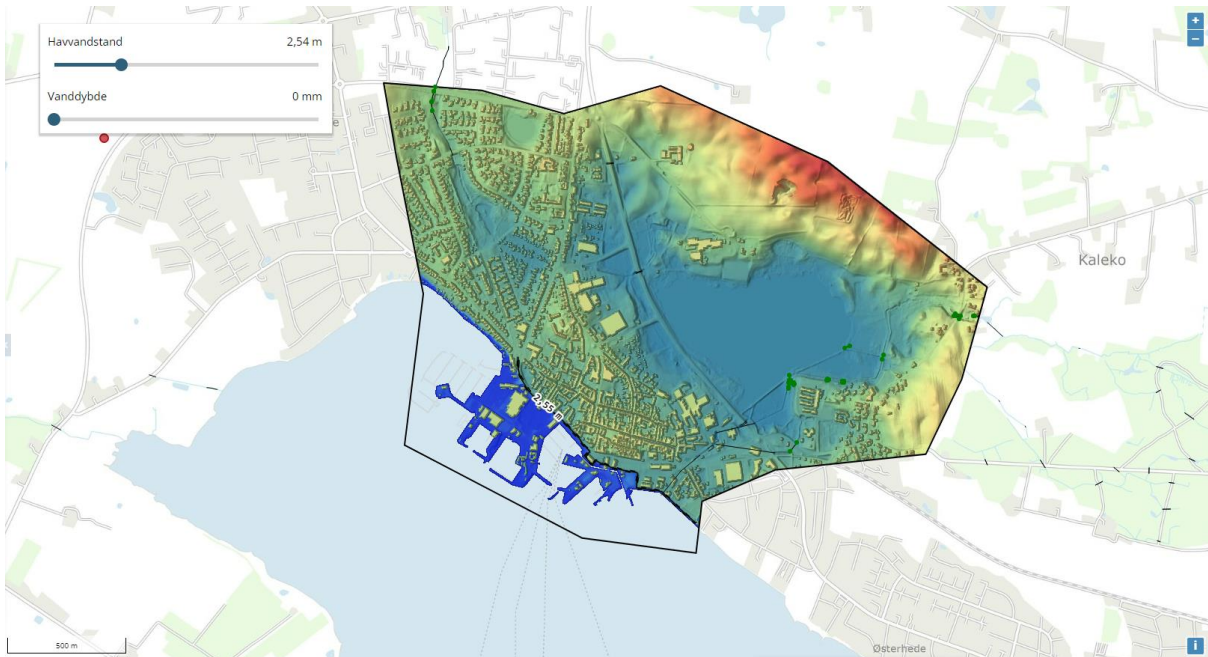 Havvandstand 2,54 m
Vanddybde 0 mm
+
−
Kaleko
2,55 m
500 m
Østerhede
i